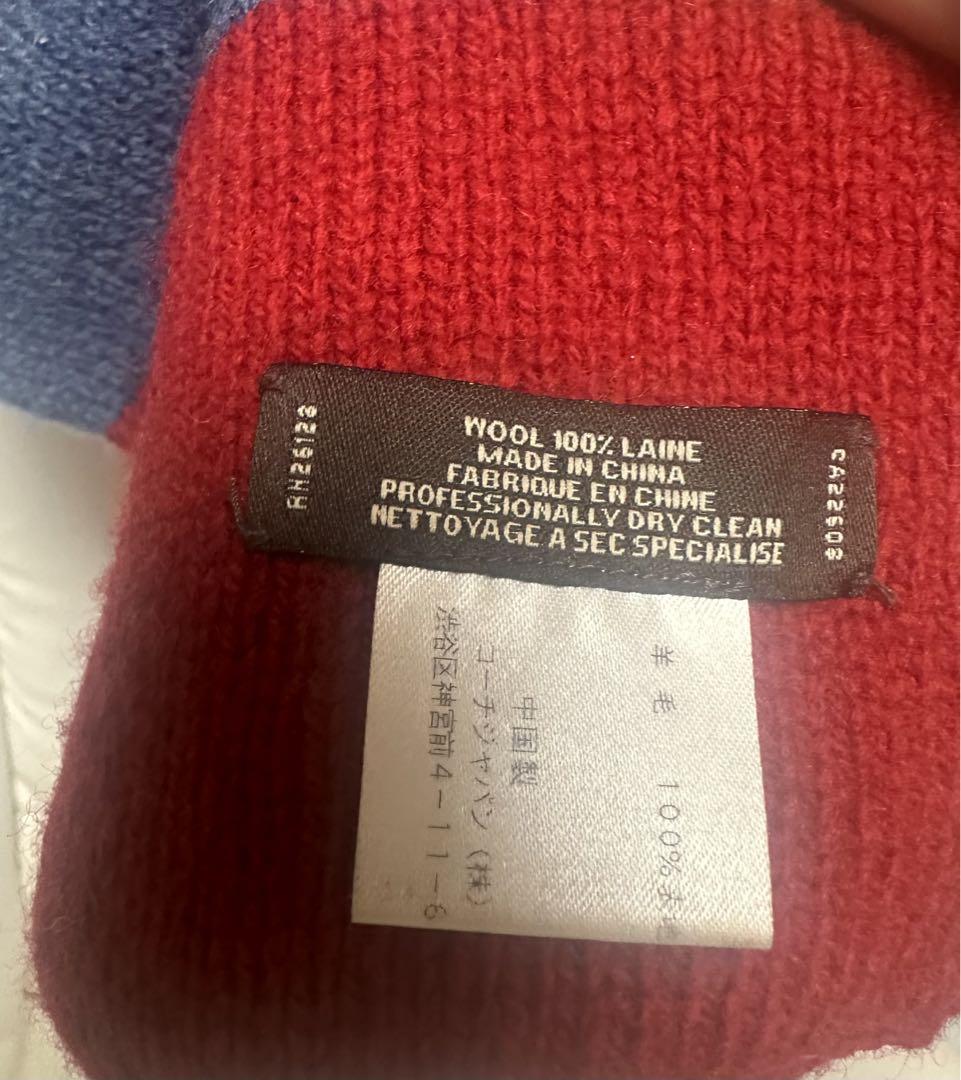 RN26128
WOOL 100% LAINE
MADE IN CHINA
FABRIQUE EN CHINE
PROFESSIONALLY DRY CLEAN
NETTOYAGE A SEC SPECIALISE
CA22508
羊毛 100%
中国製
コーチジャパン(株)
渋谷区神宮前4-11-6